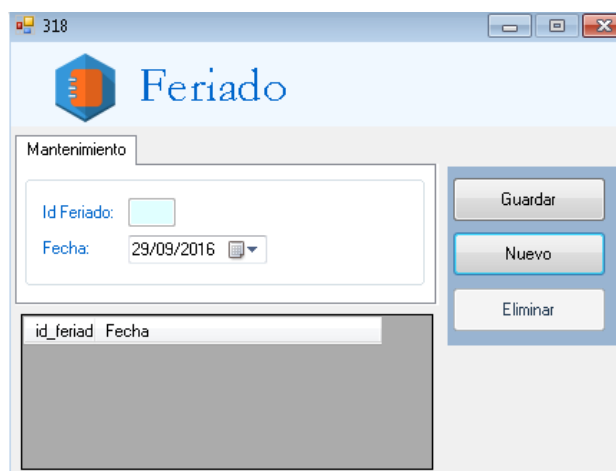 318
Feriado
Mantenimiento
Id Feriado:
Fecha: 29/09/2016
Guardar
Nuevo
Eliminar
id_feriad Fecha